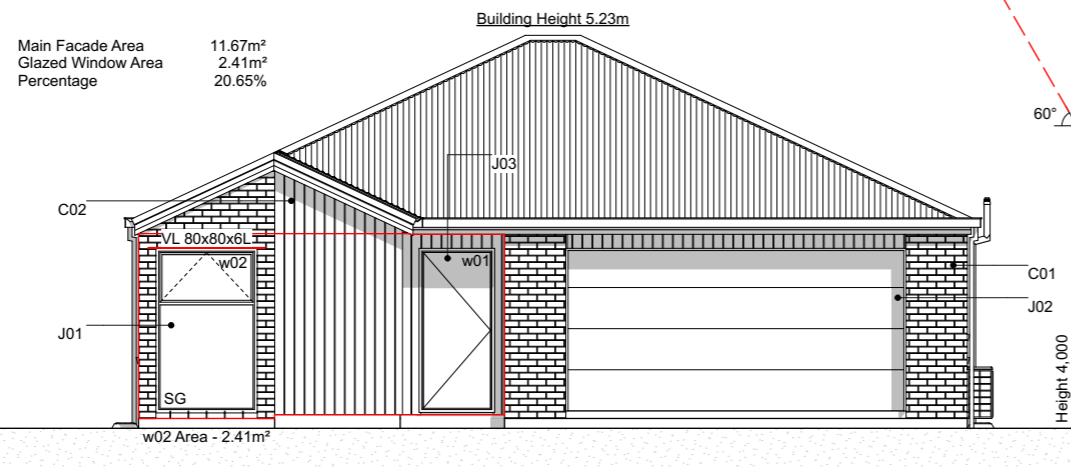 Building Height 5.23m
Main Facade Area 11.67m²
Glazed Window Area 2.41m²
Percentage 20.65%
60°
J03
C02
VL 80x80x6L
w02
w01
C01
J02
J01
SG
Height 4,000
w02 Area - 2.41m²